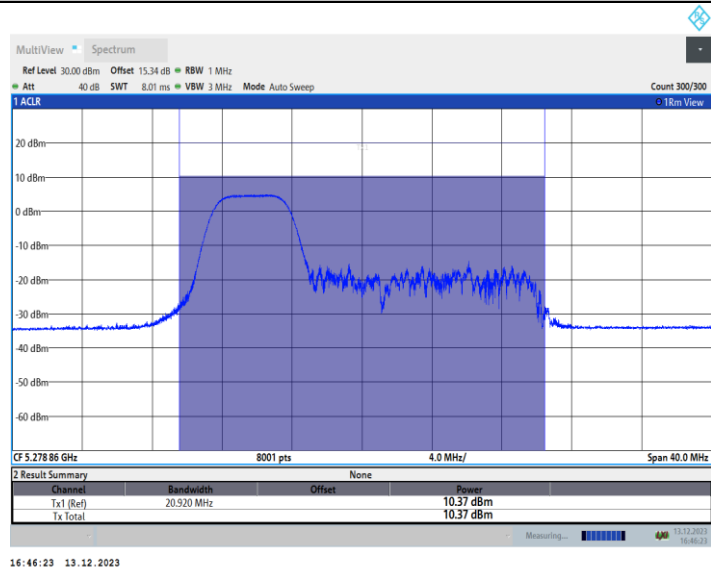 MultiView Spectrum
Ref Level 30.00 dBm Offset 15.34 dB RBW 1 MHz
Att 40 dB SWT 8.01 ms VBW 3 MHz Mode Auto Sweep Count 300/300
1 ACLR 1Rm View
20 dBm
10 dBm
0 dBm
-10 dBm
-20 dBm
-30 dBm
-40 dBm
-50 dBm
-60 dBm
CF 5.278 86 GHz 8001 pts 4.0 MHz/ Span 40.0 MHz
2 Result Summary None
Channel Bandwidth Offset Power
Tx1 (Ref) 20.920 MHz 10.37 dBm
Tx Total 10.37 dBm
Measuring... 13.12.2023
16:46:23
16:46:23 13.12.2023